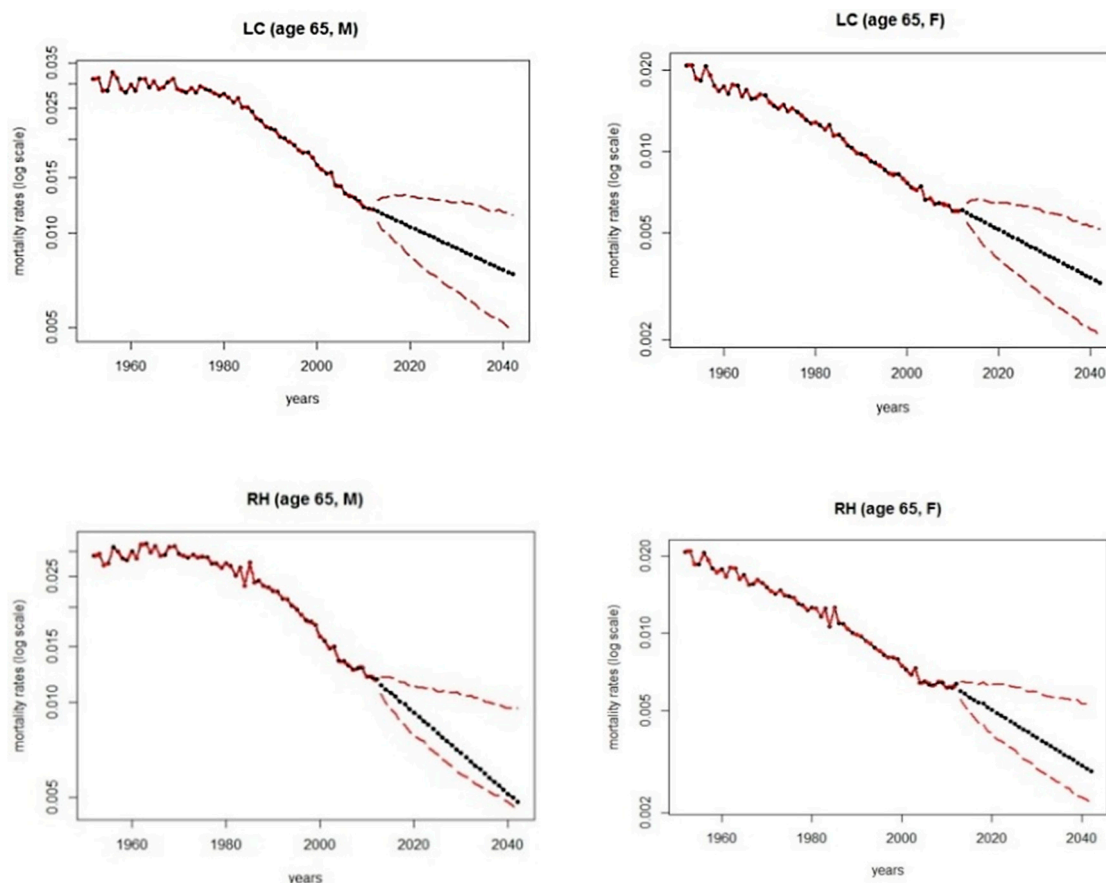 LC (age 65, M)
mortality rates (log scale)
0.035
0.025
0.015
0.010
0.005
1960 1980 2000 2020 2040
years
LC (age 65, F)
mortality rates (log scale)
0.020
0.010
0.005
0.002
1960 1980 2000 2020 2040
years
RH (age 65, M)
mortality rates (log scale)
0.025
0.015
0.010
0.005
1960 1980 2000 2020 2040
years
RH (age 65, F)
mortality rates (log scale)
0.020
0.010
0.005
0.002
1960 1980 2000 2020 2040
years